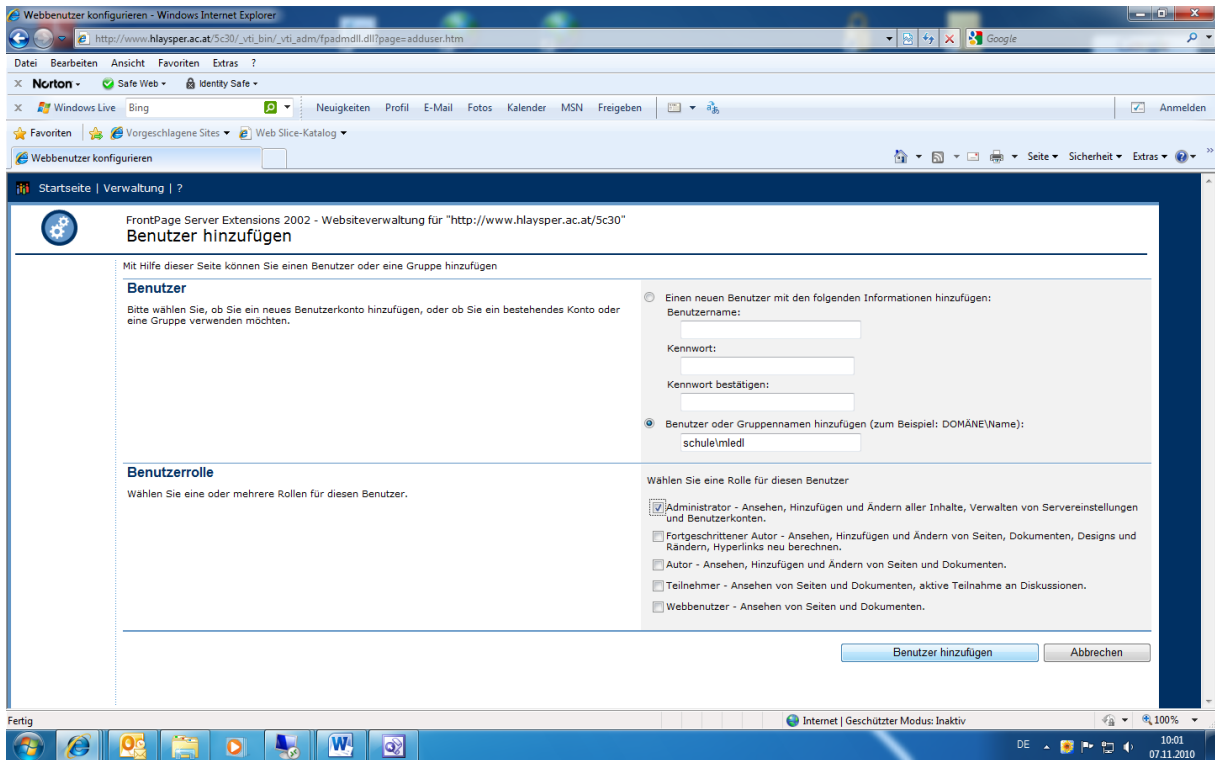 Webbenutzer konfigurieren - Windows Internet Explorer
http://www.hlaysper.ac.at/5c30/_vti_bin/_vti_adm/fpadmdll.dll?page=adduser.htm
Google
Datei Bearbeiten Ansicht Favoriten Extras ?
x Norton Safe Web Identity Safe
x Windows Live Bing Neuigkeiten Profil E-Mail Fotos Kalender MSN Freigeben Anmelden
Favoriten Vorgeschlagene Sites Web Slice-Katalog
Webbenutzer konfigurieren Seite Sicherheit Extras
Startseite | Verwaltung | ?
FrontPage Server Extensions 2002 - Websiteverwaltung für "http://www.hlaysper.ac.at/5c30"
Benutzer hinzufügen
Mit Hilfe dieser Seite können Sie einen Benutzer oder eine Gruppe hinzufügen
Benutzer
Bitte wählen Sie, ob Sie ein neues Benutzerkonto hinzufügen, oder ob Sie ein bestehendes Konto oder
eine Gruppe verwenden möchten.
Einen neuen Benutzer mit den folgenden Informationen hinzufügen:
Benutzername:
Kennwort:
Kennwort bestätigen:
Benutzer oder Gruppennamen hinzufügen (zum Beispiel: DOMÄNE\Name):
schule\mledl
Benutzerrolle
Wählen Sie eine oder mehrere Rollen für diesen Benutzer.
Wählen Sie eine Rolle für diesen Benutzer
Administrator - Ansehen, Hinzufügen und Ändern aller Inhalte, Verwalten von Servereinstellungen
und Benutzerkonten.
Fortgeschrittener Autor - Ansehen, Hinzufügen und Ändern von Seiten, Dokumenten, Designs und
Rändern, Hyperlinks neu berechnen.
Autor - Ansehen, Hinzufügen und Ändern von Seiten und Dokumenten.
Teilnehmer - Ansehen von Seiten und Dokumenten, aktive Teilnahme an Diskussionen.
Webbenutzer - Ansehen von Seiten und Dokumenten.
Benutzer hinzufügen Abbrechen
Fertig Internet | Geschützter Modus: Inaktiv 100%
DE 10:01
07.11.2010